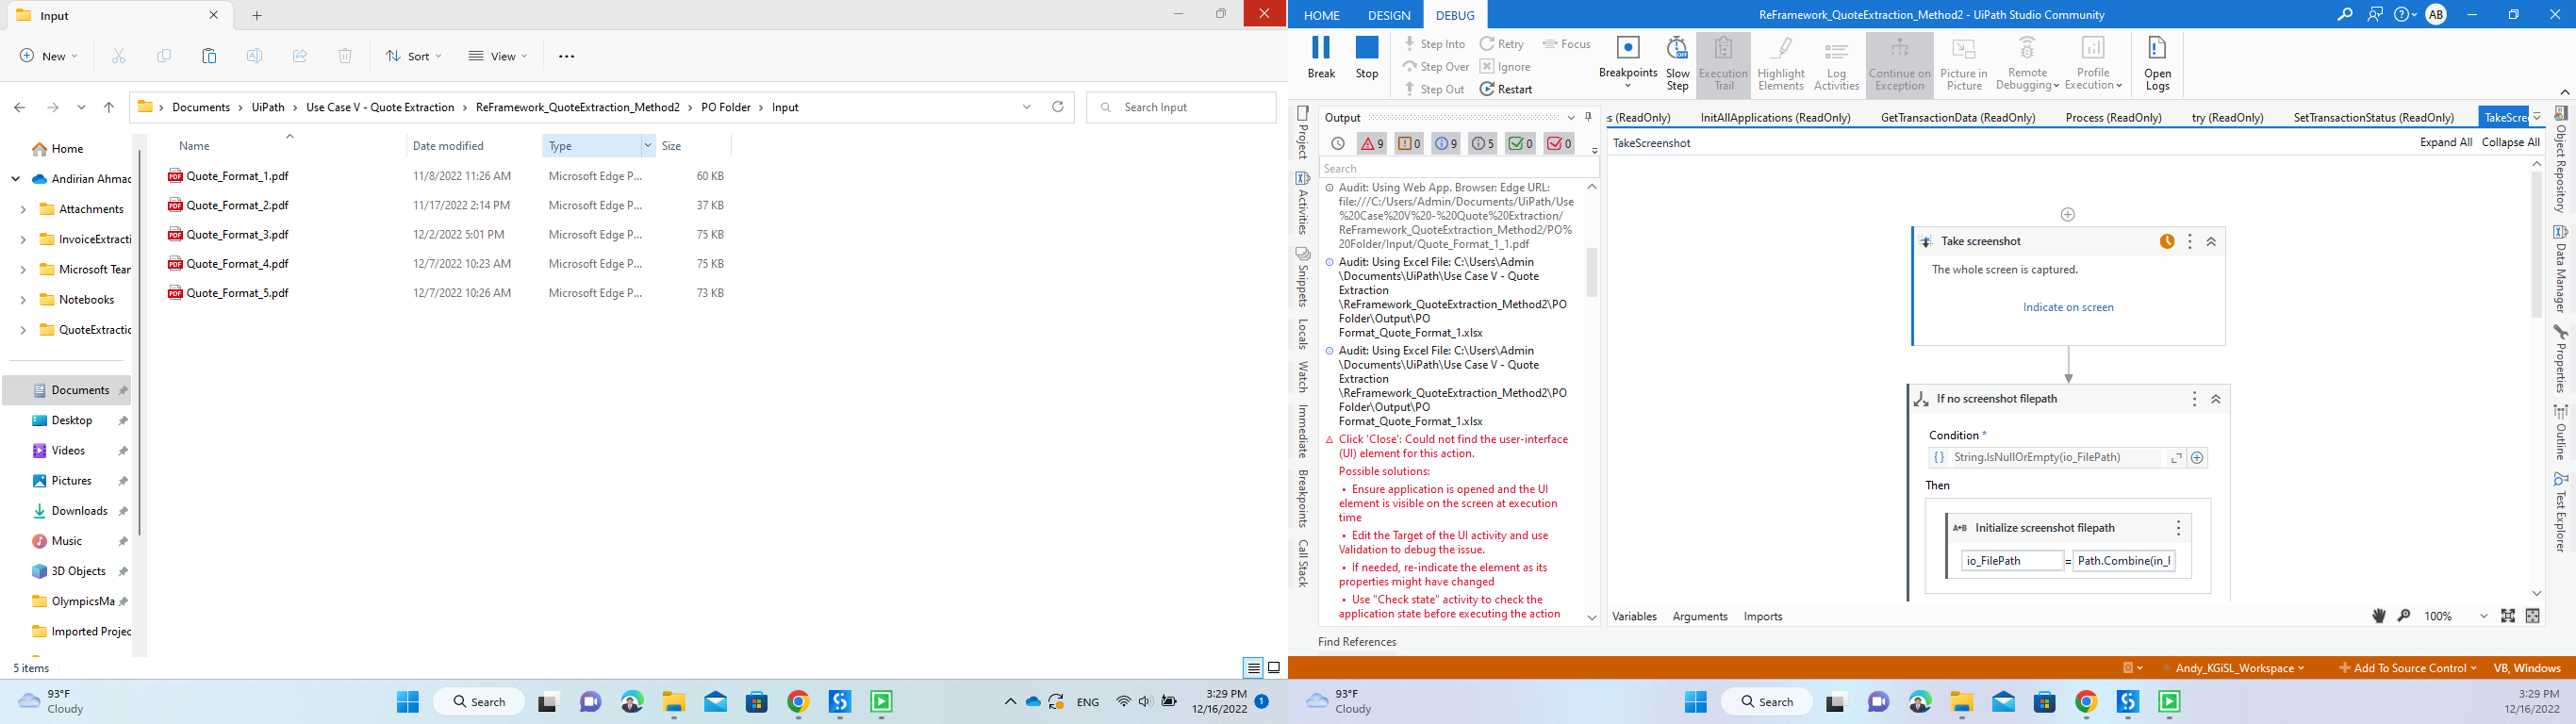 Input
New
Sort
View
Documents > UiPath > Use Case V - Quote Extraction > ReFramework_QuoteExtraction_Method2 > PO Folder > Input
Search Input
Home
Andirian Ahmad
Attachments
InvoiceExtracti
Microsoft Tear
Notebooks
QuoteExtractic
Documents
Desktop
Videos
Pictures
Downloads
Music
3D Objects
OlympicsMa
Imported Projec
Name Date modified Type Size
Quote_Format_1.pdf 11/8/2022 11:26 AM Microsoft Edge P... 60 KB
Quote_Format_2.pdf 11/17/2022 2:14 PM Microsoft Edge P... 37 KB
Quote_Format_3.pdf 12/2/2022 5:01 PM Microsoft Edge P... 75 KB
Quote_Format_4.pdf 12/7/2022 10:23 AM Microsoft Edge P... 75 KB
Quote_Format_5.pdf 12/7/2022 10:26 AM Microsoft Edge P... 73 KB
5 items
93°F
Cloudy
Search
ENG
3:29 PM
12/16/2022
1
HOME DESIGN DEBUG
ReFramework_QuoteExtraction_Method2 - UiPath Studio Community
AB
Break
Stop
Step Into
Step Over
Step Out
Retry
Ignore
Restart
Focus
Breakpoints
Slow Step
Execution Trail
Highlight Elements
Log Activities
Continue on Exception
Picture in Picture
Remote Debugging
Profile Execution
Open Logs
Project
Activities
Snippets
Locals
Watch
Immediate
Breakpoints
Call Stack
Output
9 0 9 5 0 0
Search
Audit: Using Web App. Browser: Edge URL:
file:///C:/Users/Admin/Documents/UiPath/Use
%20Case%20V%20-%20Quote%20Extraction/
ReFramework_QuoteExtraction_Method2/PO%
20Folder/Input/Quote_Format_1_1.pdf
Audit: Using Excel File: C:\Users\Admin
\Documents\UiPath\Use Case V - Quote
Extraction
\ReFramework_QuoteExtraction_Method2\PO
Folder\Output\PO
Format_Quote_Format_1.xlsx
Audit: Using Excel File: C:\Users\Admin
\Documents\UiPath\Use Case V - Quote
Extraction
\ReFramework_QuoteExtraction_Method2\PO
Folder\Output\PO
Format_Quote_Format_1.xlsx
Click 'Close': Could not find the user-interface
(UI) element for this action.
Possible solutions:
• Ensure application is opened and the UI
element is visible on the screen at execution
time
• Edit the Target of the UI activity and use
Validation to debug the issue.
• If needed, re-indicate the element as its
properties might have changed
• Use "Check state" activity to check the
application state before executing the action
Find References
s (ReadOnly) InitAllApplications (ReadOnly) GetTransactionData (ReadOnly) Process (ReadOnly) try (ReadOnly) SetTransactionStatus (ReadOnly) TakeScree
TakeScreenshot
Expand All Collapse All
Take screenshot
The whole screen is captured.
Indicate on screen
If no screenshot filepath
Condition *
String.IsNullOrEmpty(io_FilePath)
Then
A+B Initialize screenshot filepath
io_FilePath = Path.Combine(in_F
Variables Arguments Imports
100%
Object Repository
Data Manager
Properties
Outline
Test Explorer
Andy_KGiSL_Workspace
Add To Source Control
VB, Windows
93°F
Cloudy
Search
3:29 PM
12/16/2022